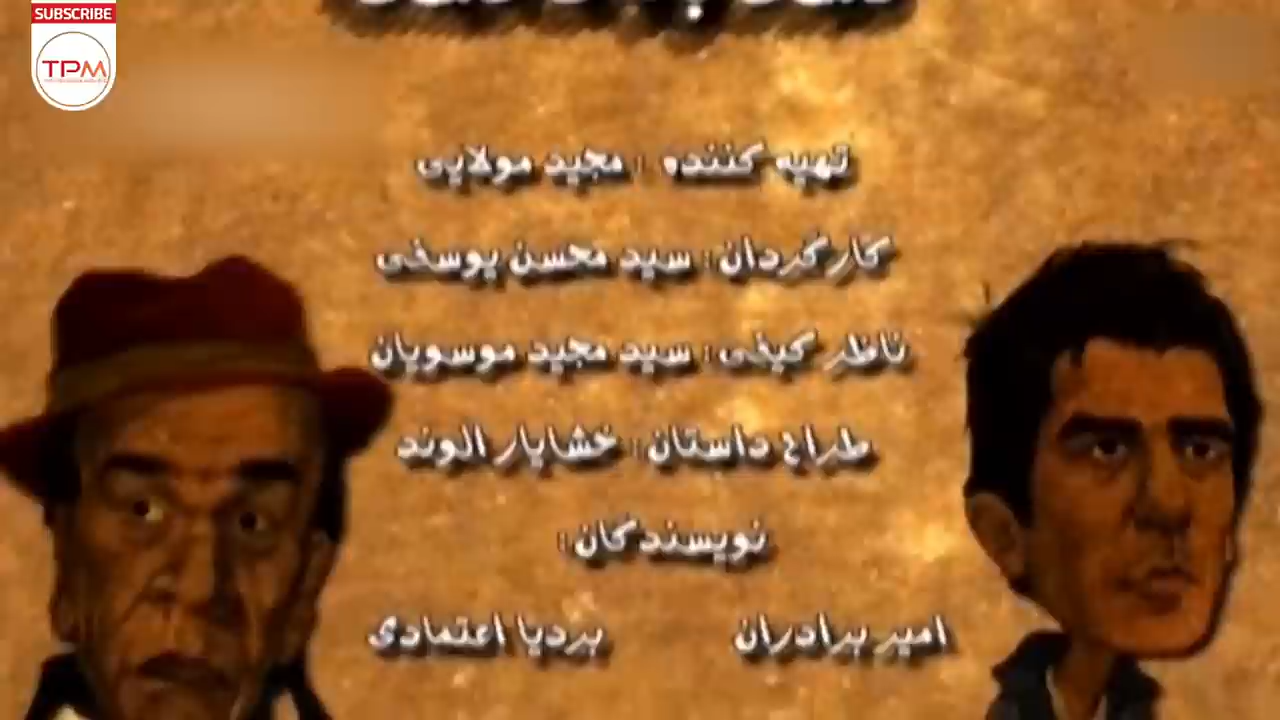 SUBSCRIBE
TPM
تهیه کننده : مجید مولایی
کارگردان : سید محسن یوسفی
ناظر کیفی : سید مجید موسویان
طراح داستان : خشایار الوند
نویسندگان :
امیر برادران    بردیا اعتمادی